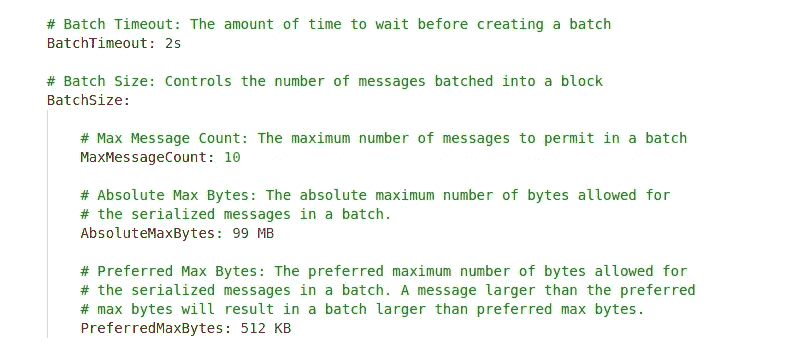 # Batch Timeout: The amount of time to wait before creating a batch
BatchTimeout: 2s
# Batch Size: Controls the number of messages batched into a block
BatchSize:
# Max Message Count: The maximum number of messages to permit in a batch
MaxMessageCount: 10
# Absolute Max Bytes: The absolute maximum number of bytes allowed for
# the serialized messages in a batch.
AbsoluteMaxBytes: 99 MB
# Preferred Max Bytes: The preferred maximum number of bytes allowed for
# the serialized messages in a batch. A message larger than the preferred
# max bytes will result in a batch larger than preferred max bytes.
PreferredMaxBytes: 512 KB